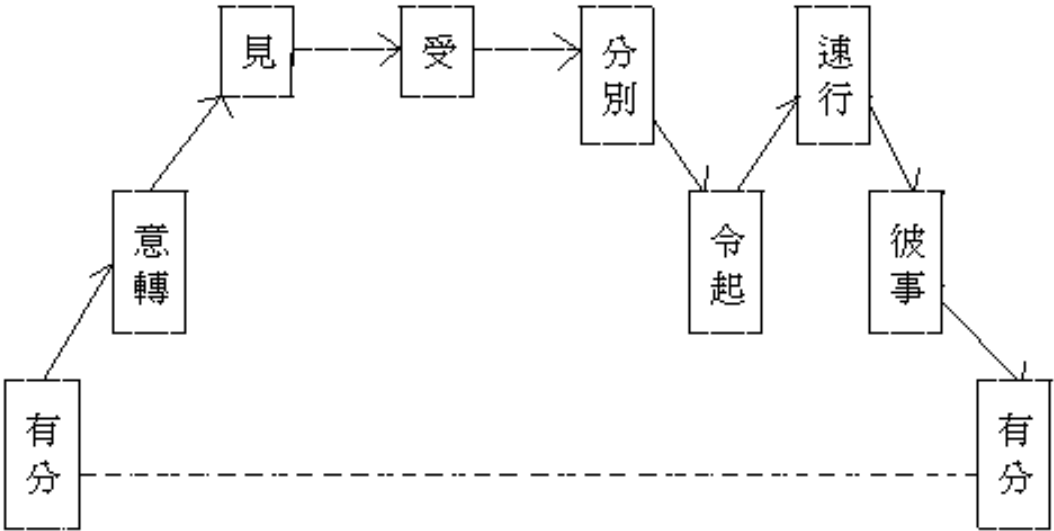 有分
意轉
見
受
分別
令起
速行
彼事
有分